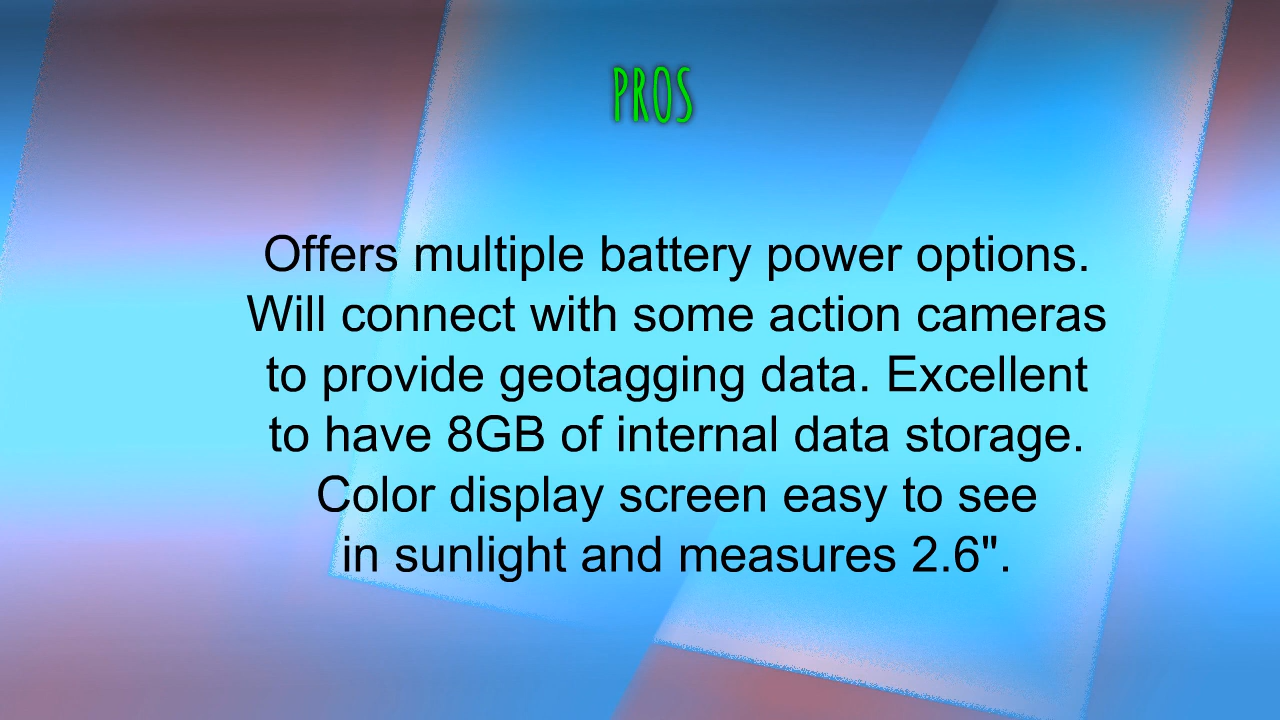 PROS
Offers multiple battery power options.
Will connect with some action cameras
to provide geotagging data. Excellent
to have 8GB of internal data storage.
Color display screen easy to see
in sunlight and measures 2.6".